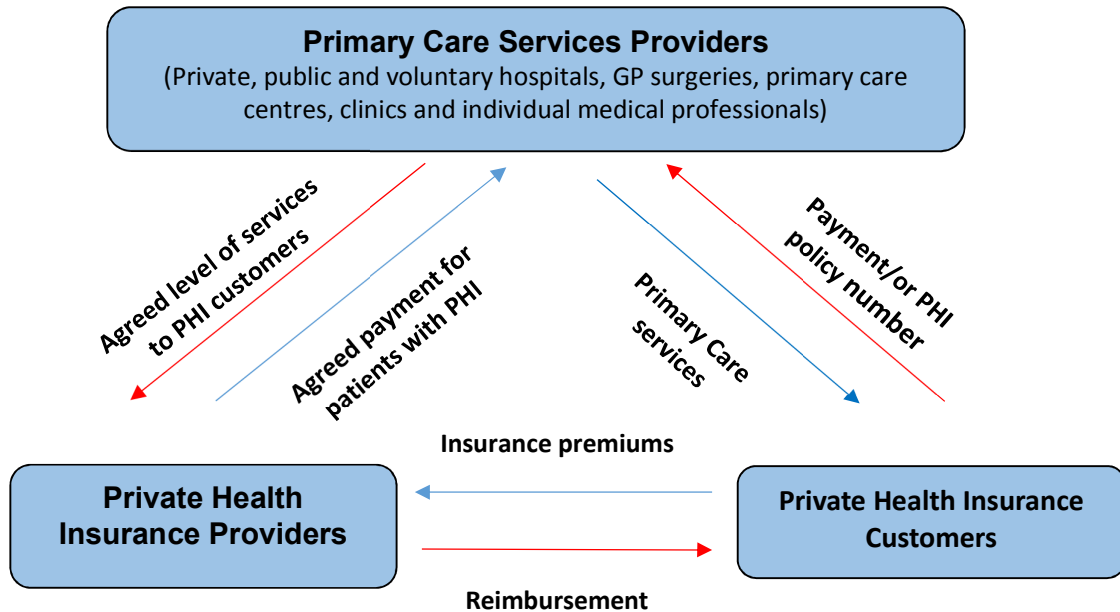 Primary Care Services Providers
(Private, public and voluntary hospitals, GP surgeries, primary care
centres, clinics and individual medical professionals)
Agreed level of services
to PHI customers
Agreed payment for
patients with PHI
Primary Care
services
Payment/or PHI
policy number
Insurance premiums
Private Health
Insurance Providers
Private Health Insurance
Customers
Reimbursement